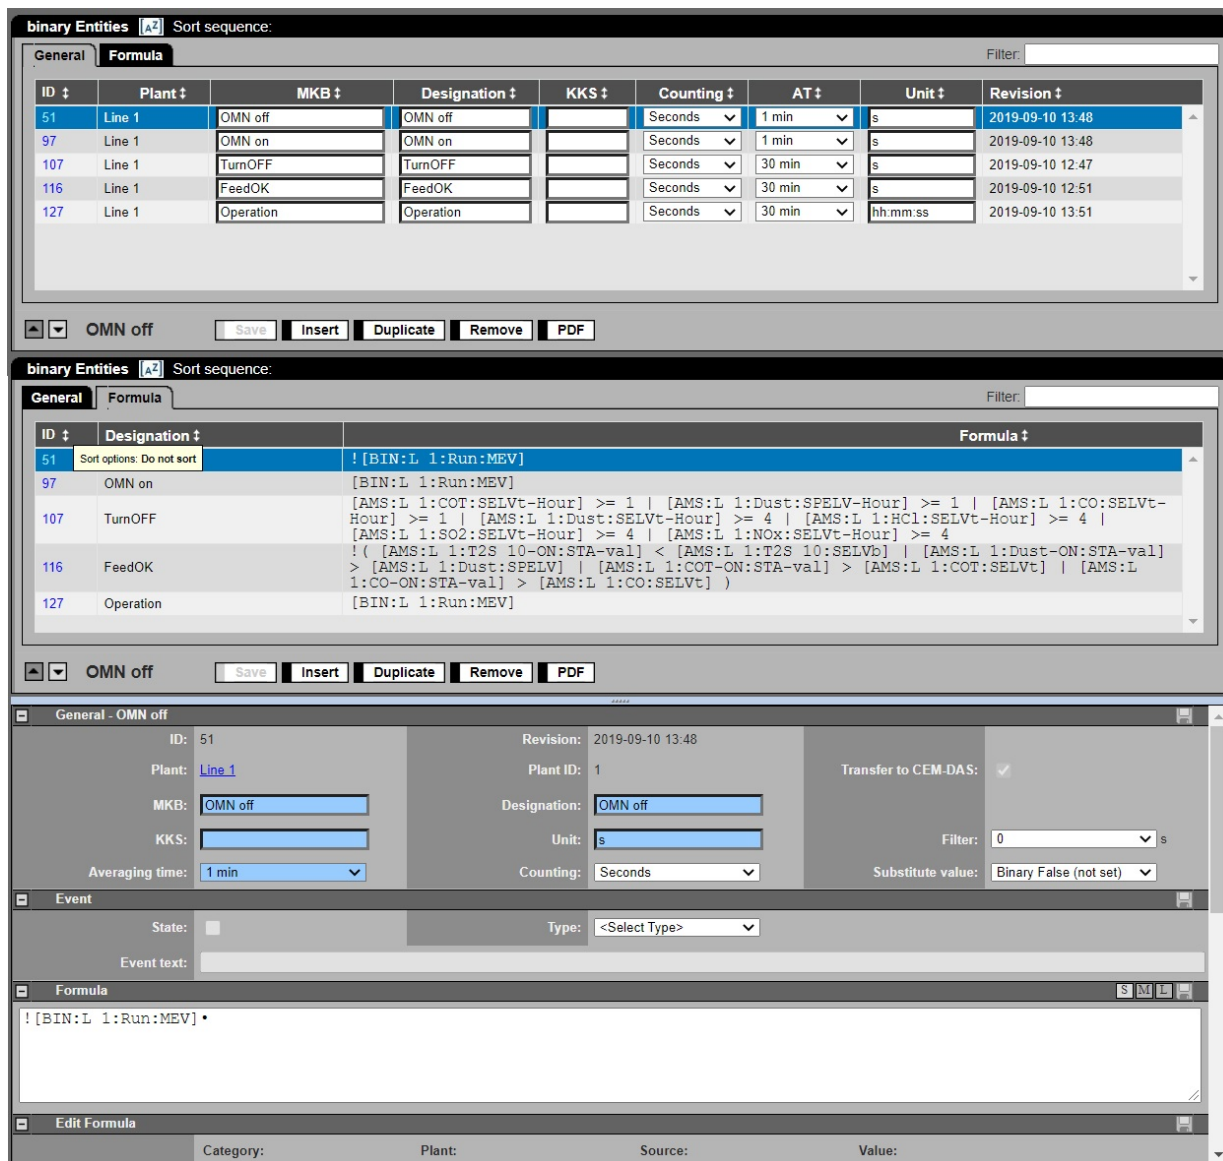 binary Entities [AZ] Sort sequence:
General Formula Filter:
ID Plant MKB Designation KKS Counting AT Unit Revision
51 Line 1 OMN off OMN off Seconds 1 min s 2019-09-10 13:48
97 Line 1 OMN on OMN on Seconds 1 min s 2019-09-10 13:48
107 Line 1 TurnOFF TurnOFF Seconds 30 min s 2019-09-10 12:47
116 Line 1 FeedOK FeedOK Seconds 30 min s 2019-09-10 12:51
127 Line 1 Operation Operation Seconds 30 min hh:mm:ss 2019-09-10 13:51
OMN off Save Insert Duplicate Remove PDF
binary Entities [AZ] Sort sequence:
General Formula Filter:
ID Designation Formula
51 Sort options: Do not sort ![BIN:L 1:Run:MEV]
97 OMN on [BIN:L 1:Run:MEV]
[AMS:L 1:COT:SELVt-Hour] >= 1 | [AMS:L 1:Dust:SPELV-Hour] >= 1 | [AMS:L 1:CO:SELVt-
107 TurnOFF Hour] >= 1 | [AMS:L 1:Dust:SELVt-Hour] >= 4 | [AMS:L 1:HCl:SELVt-Hour] >= 4 |
[AMS:L 1:SO2:SELVt-Hour] >= 4 | [AMS:L 1:NOx:SELVt-Hour] >= 4
!( [AMS:L 1:T2S 10-ON:STA-val] < [AMS:L 1:T2S 10:SELVb] | [AMS:L 1:Dust-ON:STA-val]
116 FeedOK > [AMS:L 1:Dust:SPELV] | [AMS:L 1:COT-ON:STA-val] > [AMS:L 1:COT:SELVt] | [AMS:L
1:CO-ON:STA-val] > [AMS:L 1:CO:SELVt] )
127 Operation [BIN:L 1:Run:MEV]
OMN off Save Insert Duplicate Remove PDF
General - OMN off
ID: 51 Revision: 2019-09-10 13:48
Plant: Line 1 Plant ID: 1 Transfer to CEM-DAS:
MKB: OMN off Designation: OMN off
KKS: Unit: s Filter: 0 s
Averaging time: 1 min Counting: Seconds Substitute value: Binary False (not set)
Event
State: Type: <Select Type>
Event text:
Formula S M L
![BIN:L 1:Run:MEV]•
Edit Formula
Category: Plant: Source: Value: